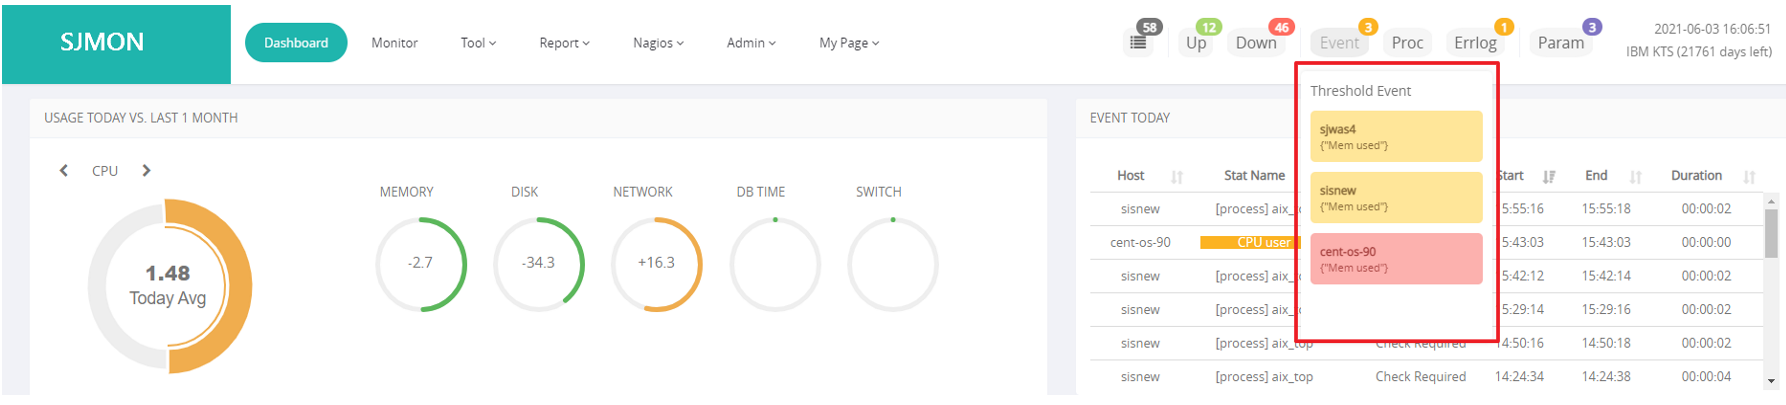 SJMON
Dashboard
Monitor
Tool
Report
Nagios
Admin
My Page
58
Up 12
Down 46
Event 3
Proc
Errlog 1
Param 3
2021-06-03 16:06:51
IBM KTS (21761 days left)
USAGE TODAY VS. LAST 1 MONTH
CPU
1.48
Today Avg
MEMORY
-2.7
DISK
-34.3
NETWORK
+16.3
DB TIME
SWITCH
EVENT TODAY
Threshold Event
sjwas4
{"Mem used"}
sisnew
{"Mem used"}
cent-os-90
{"Mem used"}
Host Stat Name Start End Duration
sisnew [process] aix_ 5:55:16 15:55:18 00:00:02
cent-os-90 CPU user 5:43:03 15:43:03 00:00:00
sisnew [process] aix_ 5:42:12 15:42:14 00:00:02
sisnew [process] aix_ 5:29:14 15:29:16 00:00:02
sisnew [process] aix_top Check Required 14:50:16 14:50:18 00:00:02
sisnew [process] aix_top Check Required 14:24:34 14:24:38 00:00:04